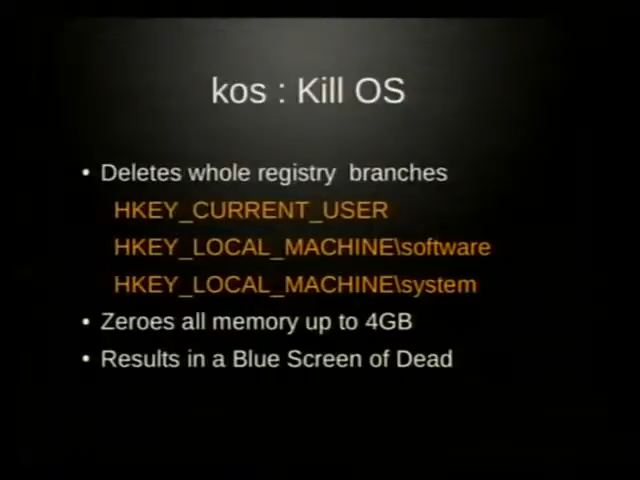 kos : Kill OS
• Deletes whole registry branches
HKEY_CURRENT_USER
HKEY_LOCAL_MACHINE\software
HKEY_LOCAL_MACHINE\system
• Zeroes all memory up to 4GB
• Results in a Blue Screen of Dead